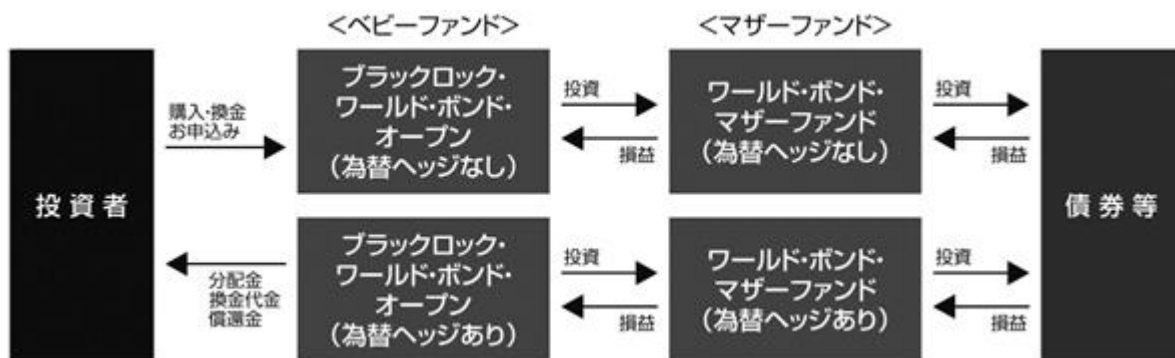 <ベビーファンド>
<マザーファンド>
投資者
購入・換金
お申込み
分配金
換金代金
償還金
ブラックロック・
ワールド・ボンド・
オープン
(為替ヘッジなし)
投資
損益
ワールド・ボンド・
マザーファンド
(為替ヘッジなし)
投資
損益
ブラックロック・
ワールド・ボンド・
オープン
(為替ヘッジあり)
投資
損益
ワールド・ボンド・
マザーファンド
(為替ヘッジあり)
投資
損益
債券等